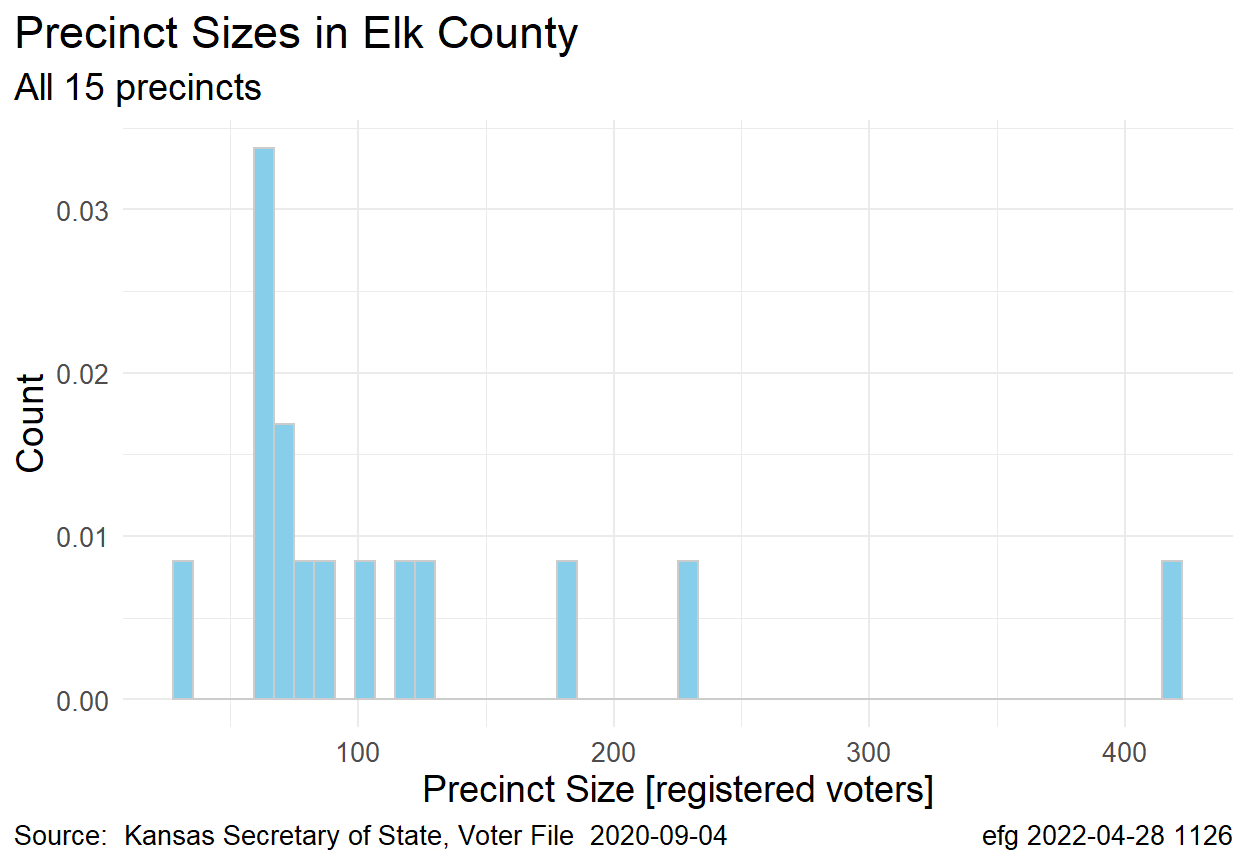 Precinct Sizes in Elk County
All 15 precincts
0.03
0.02
0.01
0.00
Count
100 200 300 400
Precinct Size [registered voters]
Source:  Kansas Secretary of State, Voter File  2020-09-04
efg 2022-04-28 1126